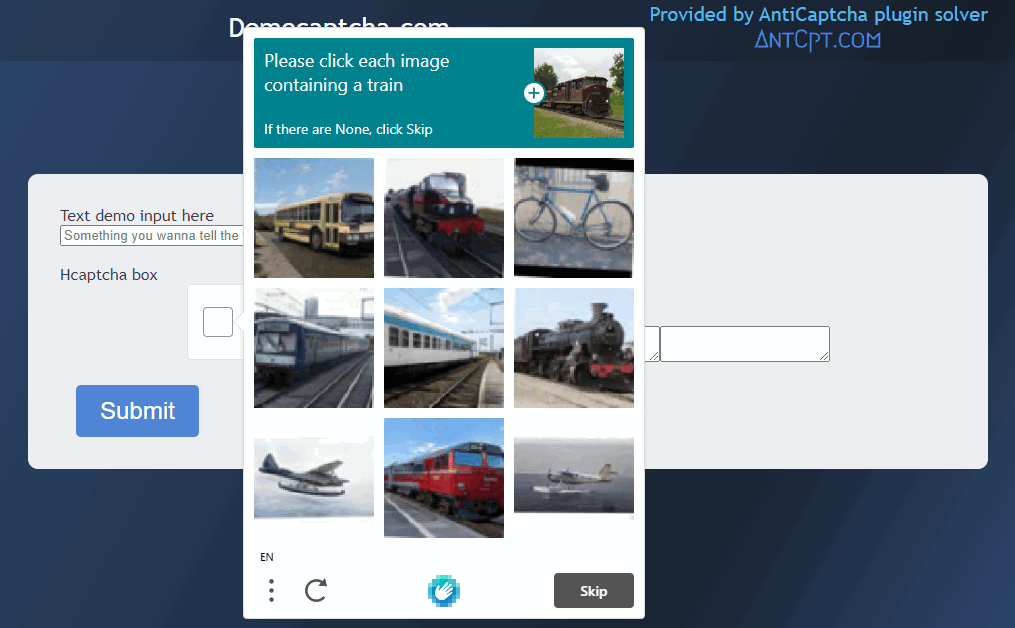 Democaptcha.com
Provided by AntiCaptcha plugin solver
ANTCPT.COM
Please click each image
containing a train
If there are None, click Skip
Text demo input here
Something you wanna tell the
Hcaptcha box
Submit
EN
Skip